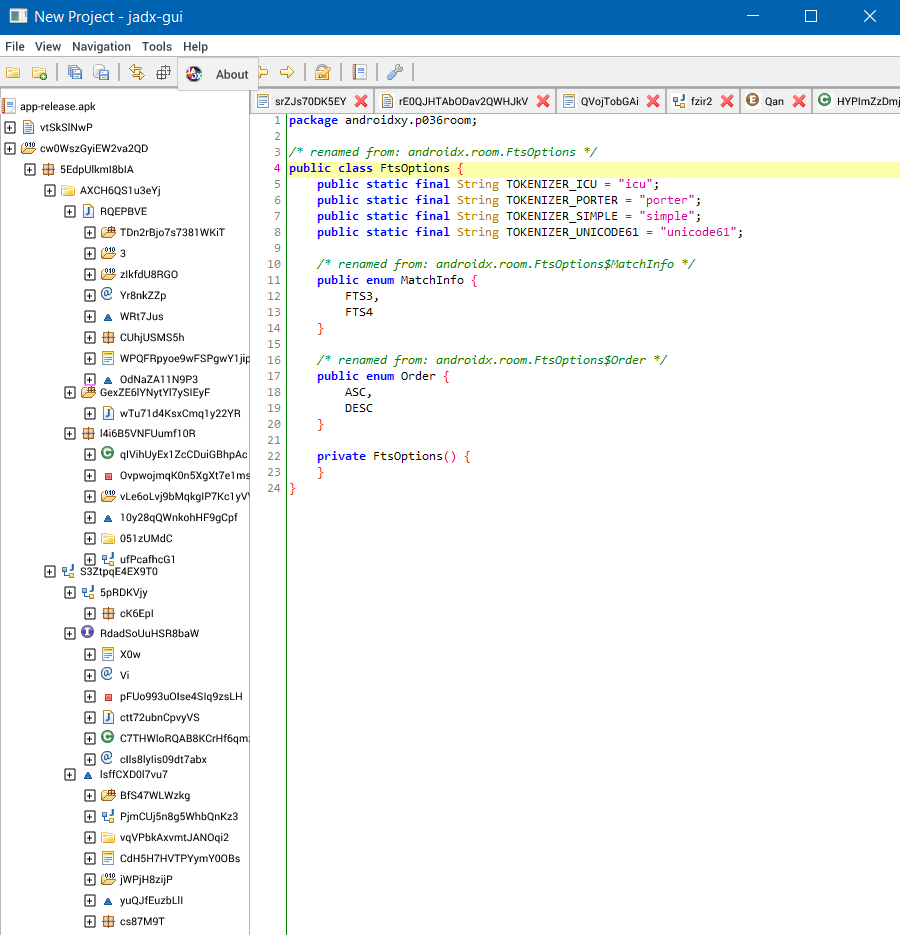 New Project - jadx-gui
File View Navigation Tools Help
About
app-release.apk
vtSkSlNwP
cw0WszGyiEW2va2QD
5EdpUlkmI8bIA
AXCH6QS1u3eYj
RQEPBVE
TDn2rBjo7s7381WKiT
3
zIkfdU8RGO
Yr8nkZZp
WRt7Jus
CUhjUSMS5h
WPQFRpyoe9wFSPgwY1jip
OdNaZA11N9P3
GexZE6lYNytYl7ySIEyF
wTu71d4KsxCmq1y22YR
l4i6B5VNFUumf10R
qIVihUyEx1ZcCDuiGBhpAc
OvpwojmqK0n5XgXt7e1ms
vLe6oLvj9bMqkgIP7Kc1yV
10y28qQWnkohHF9gCpf
051zUMdC
ufPcafhcG1
S3ZtpqE4EX9T0
5pRDKVjy
cK6EpI
RdadSoUuHSR8baW
X0w
Vi
pFUo993uOIse4SIq9zsLH
ctt72ubnCpvyVS
C7THWloRQAB8KCrHf6qm
cIls8lyIis09dt7abx
IsffCXD0l7vu7
BfS47WLWzkg
PjmCUj5n8g5WhbQnKz3
vqVPbkAxvmtJANOqi2
CdH5H7HVTPYymY0OBs
jWPjH8zijP
yuQJfEuzbLlI
cs87M9T
srZJs70DK5EY rE0QJHTAbODav2QWHJkV QVojTobGAi fzir2 Qan HYPImZzDmj
1 package androidxy.p036room;
2
3 /* renamed from: androidx.room.FtsOptions */
4 public class FtsOptions {
5 public static final String TOKENIZER_ICU = "icu";
6 public static final String TOKENIZER_PORTER = "porter";
7 public static final String TOKENIZER_SIMPLE = "simple";
8 public static final String TOKENIZER_UNICODE61 = "unicode61";
9
10 /* renamed from: androidx.room.FtsOptions$MatchInfo */
11 public enum MatchInfo {
12 FTS3,
13 FTS4
14 }
15
16 /* renamed from: androidx.room.FtsOptions$Order */
17 public enum Order {
18 ASC,
19 DESC
20 }
21
22 private FtsOptions() {
23 }
24 }